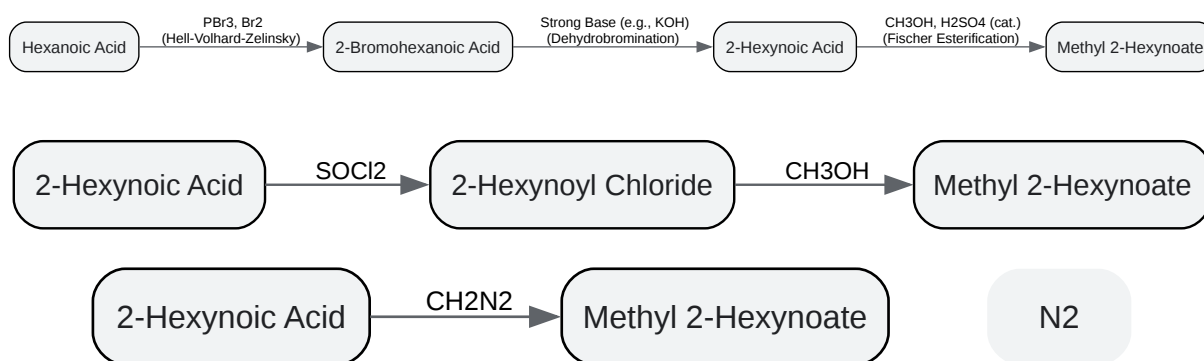 Hexanoic Acid
PBr3, Br2
(Hell-Volhard-Zelinsky)
2-Bromohexanoic Acid
Strong Base (e.g., KOH)
(Dehydrobromination)
2-Hexynoic Acid
CH3OH, H2SO4 (cat.)
(Fischer Esterification)
Methyl 2-Hexynoate
2-Hexynoic Acid
SOCl2
2-Hexynoyl Chloride
CH3OH
Methyl 2-Hexynoate
2-Hexynoic Acid
CH2N2
Methyl 2-Hexynoate
N2